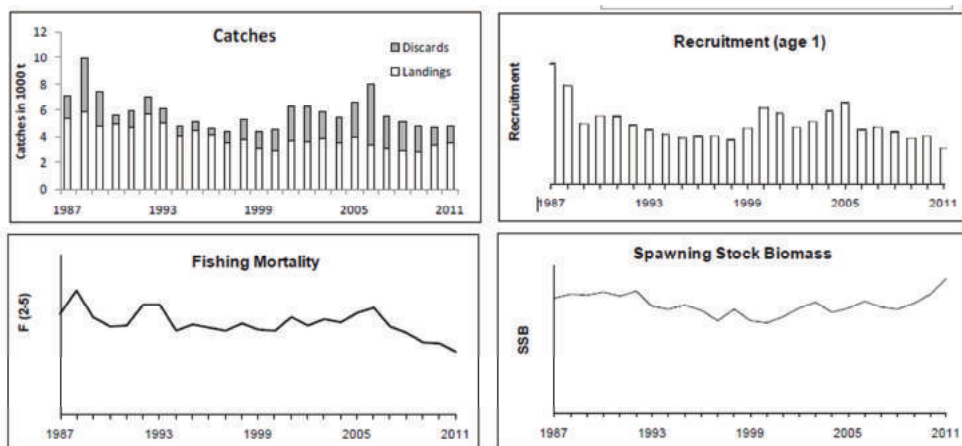 Catches
Catches in 1000 t
12
10
8
6
4
2
0
Discards
Landings
1987
1993
1999
2005
2011
Recruitment (age 1)
Recruitment
1987
1993
1999
2005
2011
Fishing Mortality
F (2-5)
1987
1993
1999
2005
2011
Spawning Stock Biomass
SSB
1987
1993
1999
2005
2011